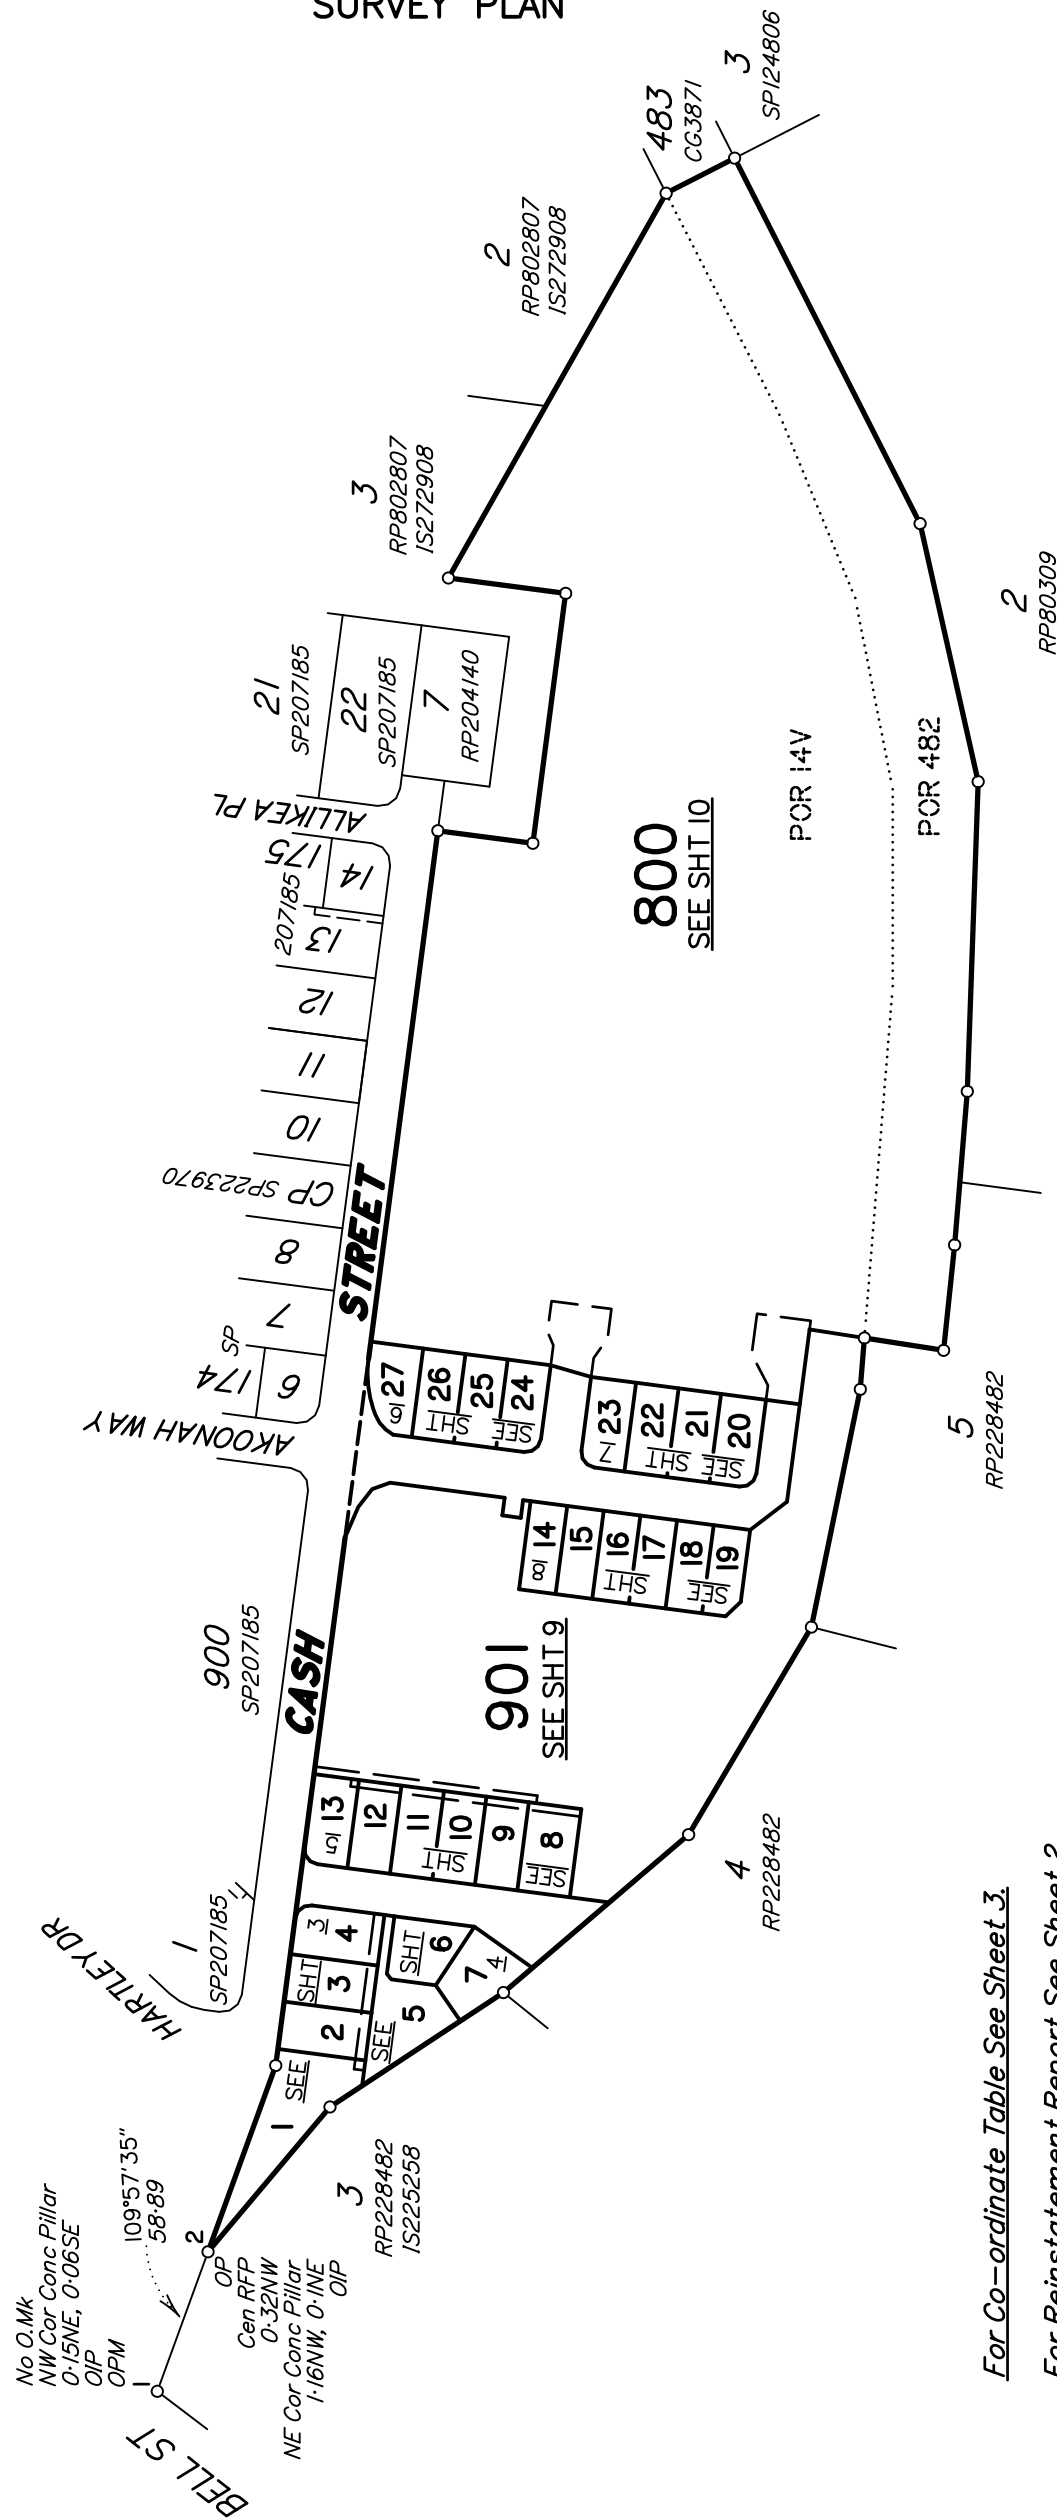 SURVEY PLAN
3
SP124806
483
CG3871
2
RP802807
IS272908
3
RP802807
IS272908
21
SP207185
22
SP207185
7
RP204140
ALLIKEA PL
175
14
207185
13
12
11
10
CP
SP223970
8
7
SP
174
6
AKOONAH WAY
STREET
CASH
2
RP80309
POR 14V
POR 482
800
SEE SHT 10
27
6
26
25
24
SEE SHT
23
7
22
21
20
SEE SHT
14
8
15
16
17
18
19
SEE SHT
5
RP228482
900
SP207185
901
SEE SHT 9
13
5
12
11
10
9
8
SEE SHT
4
RP228482
1
SP207185
HARTLEY DR
4
3
3
2
1
SEE SHT
6
7
4
5
SEE SHT
3
RP228482
IS225258
109°57'35"
58·89
2
OP
Cen RFP
0·32NW
NE Cor Conc Pillar
1·16NW, 0·1NE
OIP
No O.Mk
NW Cor Conc Pillar
0·15NE, 0·06SE
OIP
OPM
1
BELL ST
For Co-ordinate Table See Sheet 3.
For Reinstatement Report See Sheet 2